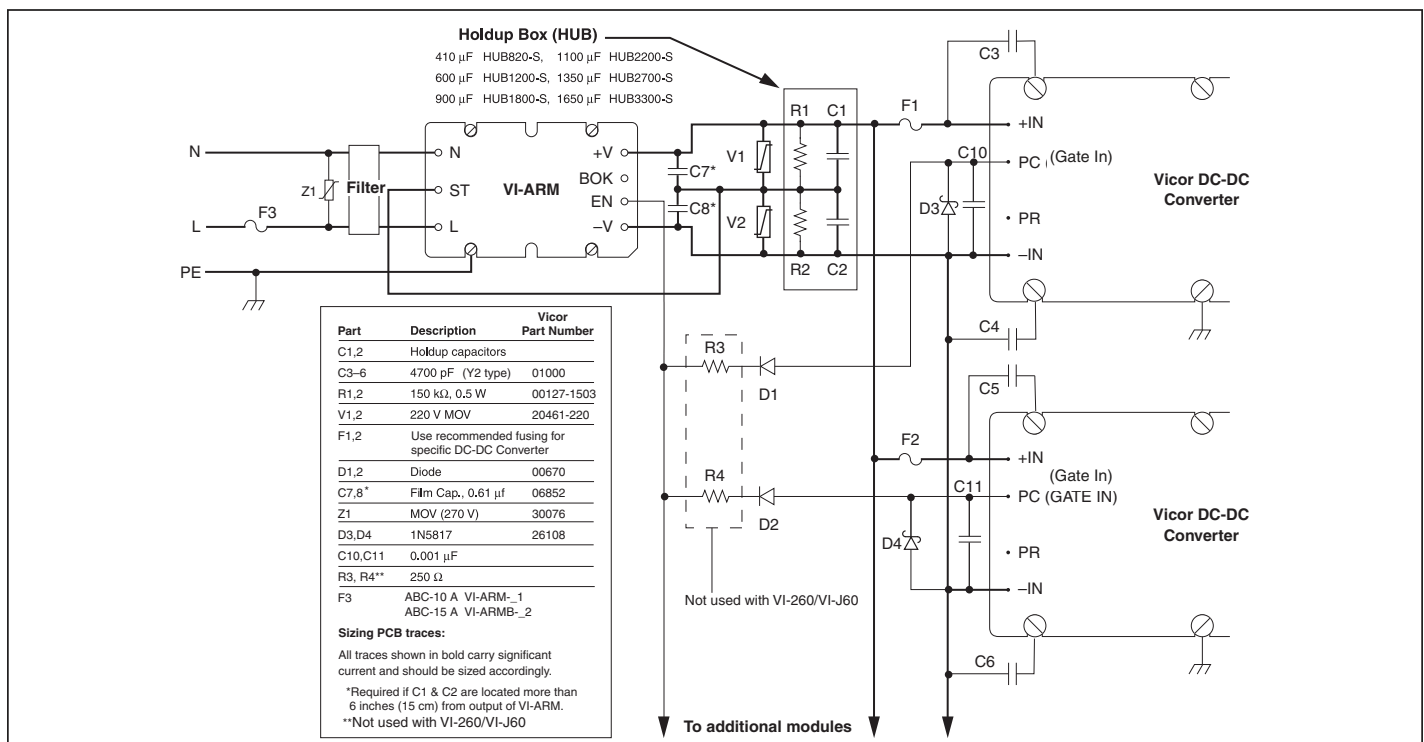 Holdup Box (HUB)
410 µF HUB820-S, 1100 µF HUB2200-S
600 µF HUB1200-S, 1350 µF HUB2700-S
900 µF HUB1800-S, 1650 µF HUB3300-S
C3
N
Z1
Filter
L
F3
PE
N
ST
L
VI-ARM
+V
BOK
EN
–V
C7*
C8*
V1
V2
R1
C1
R2
C2
F1
+IN
C10
PC (Gate In)
D3
PR
–IN
Vicor DC-DC
Converter
C4
R3
D1
C5
F2
+IN
(Gate In)
R4
D2
C11
PC (GATE IN)
D4
PR
–IN
Vicor DC-DC
Converter
C6
Not used with VI-260/VI-J60
Part Description Vicor Part Number
C1,2 Holdup capacitors
C3–6 4700 pF (Y2 type) 01000
R1,2 150 kΩ, 0.5 W 00127-1503
V1,2 220 V MOV 20461-220
F1,2 Use recommended fusing for
specific DC-DC Converter
D1,2 Diode 00670
C7,8* Film Cap., 0.61 µf 06852
Z1 MOV (270 V) 30076
D3,D4 1N5817 26108
C10,C11 0.001 µF
R3, R4** 250 Ω
F3 ABC-10 A VI-ARM-_1
ABC-15 A VI-ARMB-_2
Sizing PCB traces:
All traces shown in bold carry significant
current and should be sized accordingly.
*Required if C1 & C2 are located more than
6 inches (15 cm) from output of VI-ARM.
**Not used with VI-260/VI-J60
To additional modules